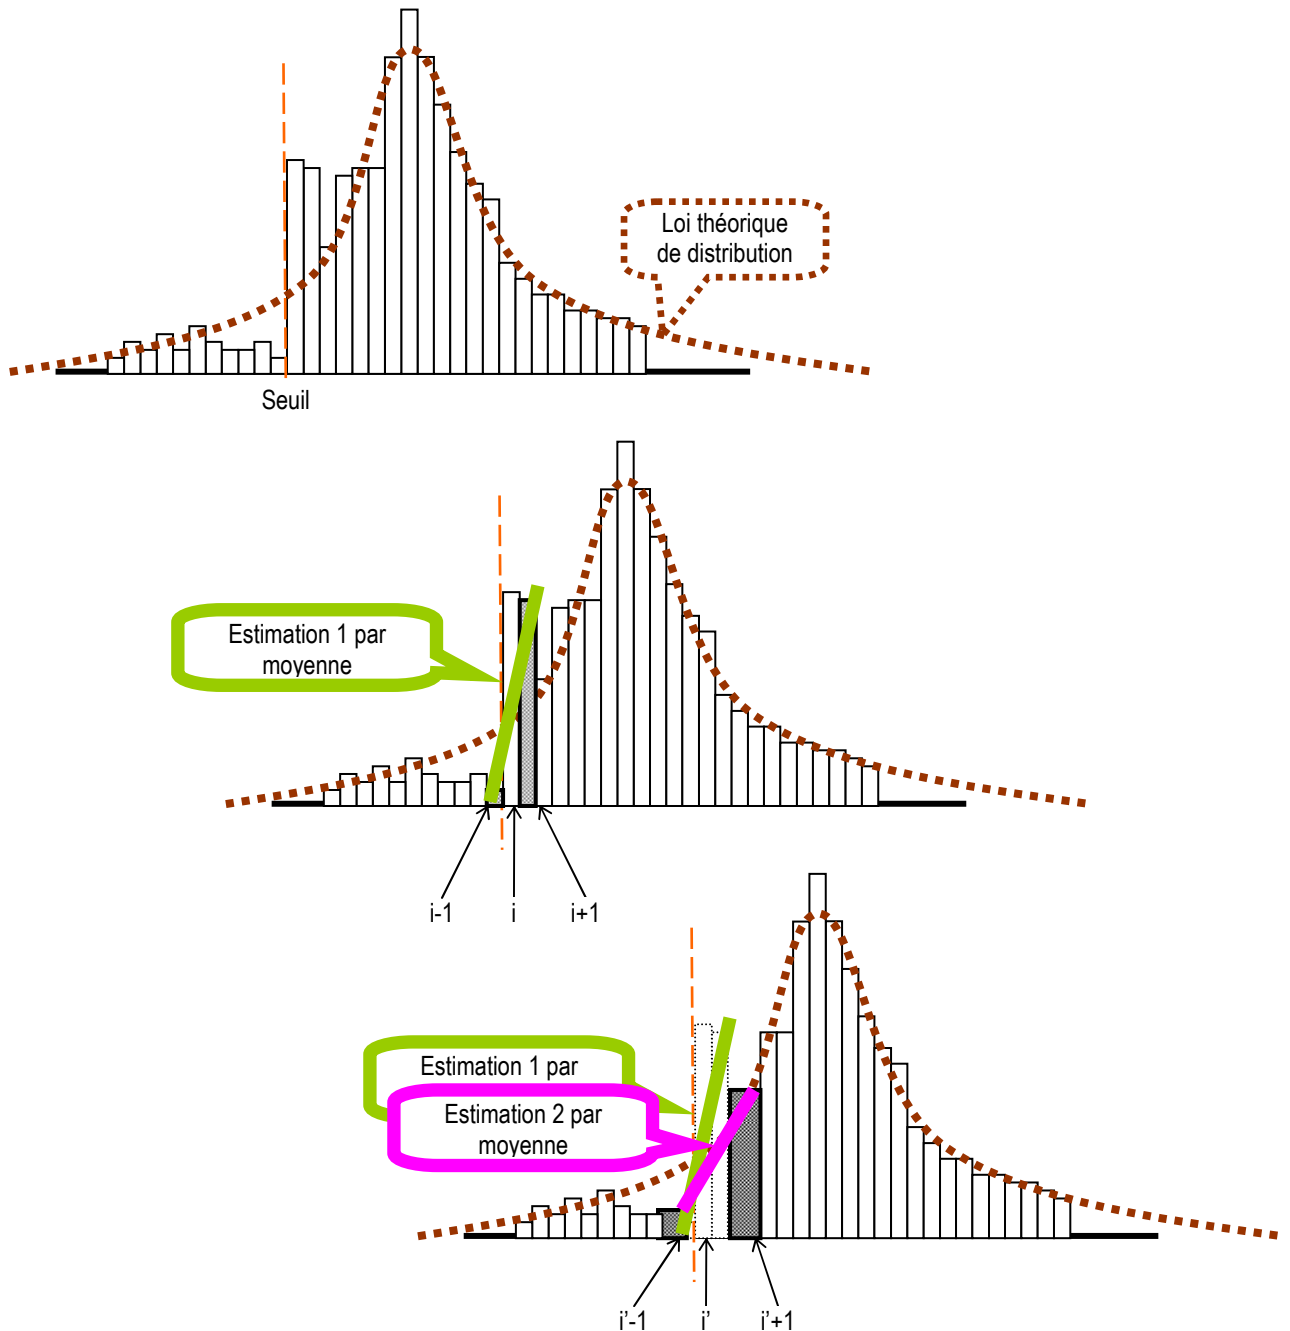 Loi théorique
de distribution
Seuil
Estimation 1 par
moyenne
i-1
i
i+1
Estimation 1 par
Estimation 2 par
moyenne
i'-1
i'
i'+1